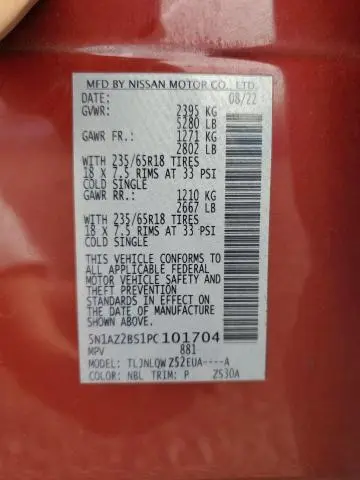 MFD BY NISSAN MOTOR CO., LTD.
DATE: 08/22
GVWR: 2395 KG
5280 LB
GAWR FR.: 1271 KG
2802 LB
WITH 235/65R18 TIRES
18 X 7.5 RIMS AT 33 PSI
COLD SINGLE
GAWR RR.: 1210 KG
2667 LB
WITH 235/65R18 TIRES
18 X 7.5 RIMS AT 33 PSI
COLD SINGLE
THIS VEHICLE CONFORMS TO
ALL APPLICABLE FEDERAL
MOTOR VEHICLE SAFETY
AND THEFT PREVENTION
STANDARDS IN EFFECT ON
THE DATE OF MANUFACTURE
SHOWN ABOVE.
5N1AZ2BS1PC101704
MPV 881
MODEL: TLJNLQWZ52EUA----A
COLOR: NBL TRIM: P Z530A